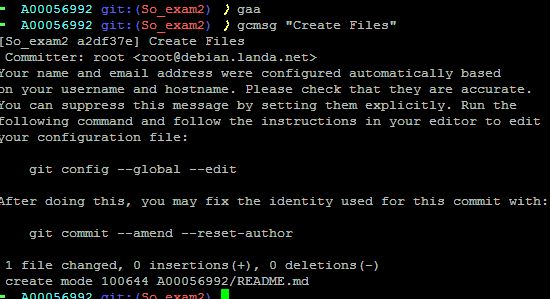 A00056992 git:(So_exam2) ) gaa
A00056992 git:(So_exam2) ) gcmsg "Create Files"
[So_exam2 a2df37e] Create Files
Committer: root <root@debian.landa.net>
Your name and email address were configured automatically based
on your username and hostname. Please check that they are accurate.
You can suppress this message by setting them explicitly. Run the
following command and follow the instructions in your editor to edit
your configuration file:
git config --global --edit
After doing this, you may fix the identity used for this commit with:
git commit --amend --reset-author
1 file changed, 0 insertions(+), 0 deletions(-)
create mode 100644 A00056992/README.md
A00056992 git:(So_exam2) )